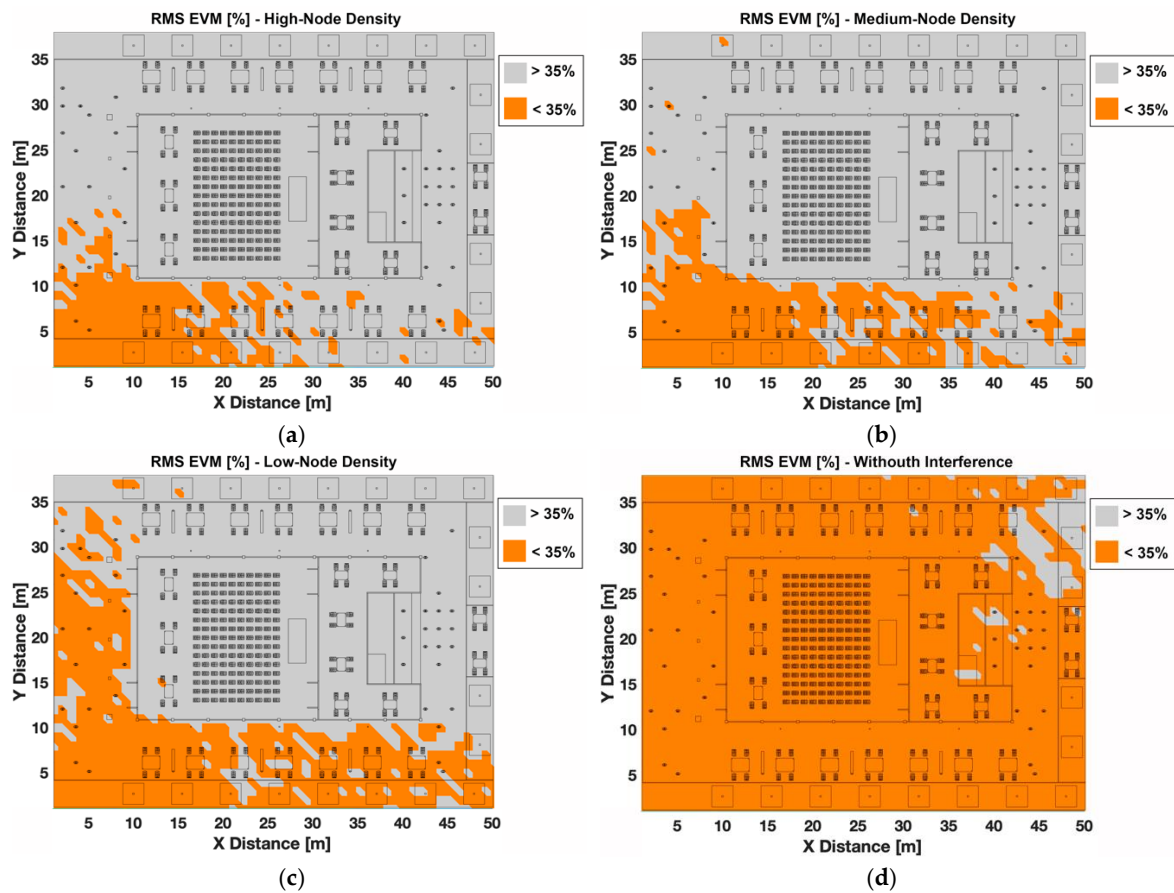 RMS EVM [%] - High-Node Density
> 35%
< 35%
Y Distance [m]
35
30
25
20
15
10
5
5 10 15 20 25 30 35 40 45 50
X Distance [m]
(a)
RMS EVM [%] - Medium-Node Density
> 35%
< 35%
Y Distance [m]
35
30
25
20
15
10
5
5 10 15 20 25 30 35 40 45 50
X Distance [m]
(b)
RMS EVM [%] - Low-Node Density
> 35%
< 35%
Y Distance [m]
35
30
25
20
15
10
5
5 10 15 20 25 30 35 40 45 50
X Distance [m]
(c)
RMS EVM [%] - Withouth Interference
> 35%
< 35%
Y Distance [m]
35
30
25
20
15
10
5
5 10 15 20 25 30 35 40 45 50
X Distance [m]
(d)